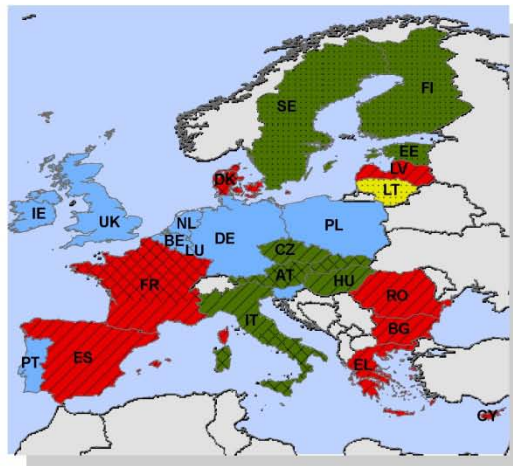 FI
SE
EE
LV
DK
LT
IE
UK
NL
BE
DE
PL
LU
CZ
AT
HU
FR
RO
IT
BG
PT
ES
EL
CY